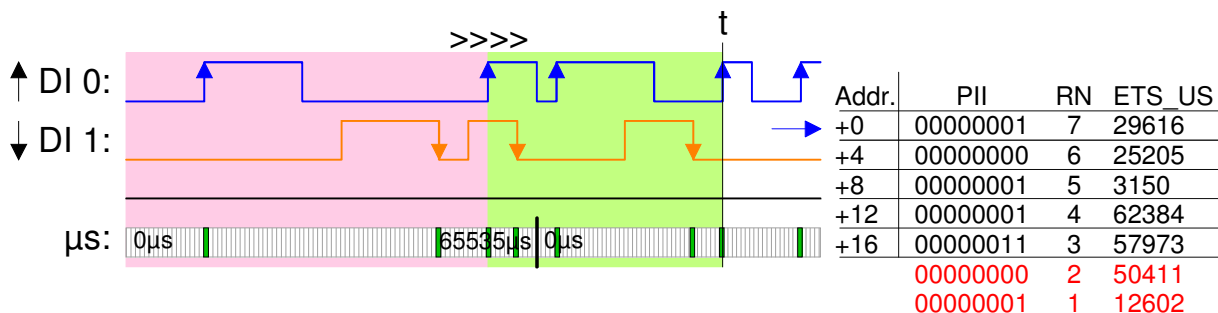 >>>> t
DI 0:
DI 1:
µs: 0µs 65535µs 0µs
Addr. PII RN ETS_US
+0 00000001 7 29616
+4 00000000 6 25205
+8 00000001 5 3150
+12 00000001 4 62384
+16 00000011 3 57973
00000000 2 50411
00000001 1 12602